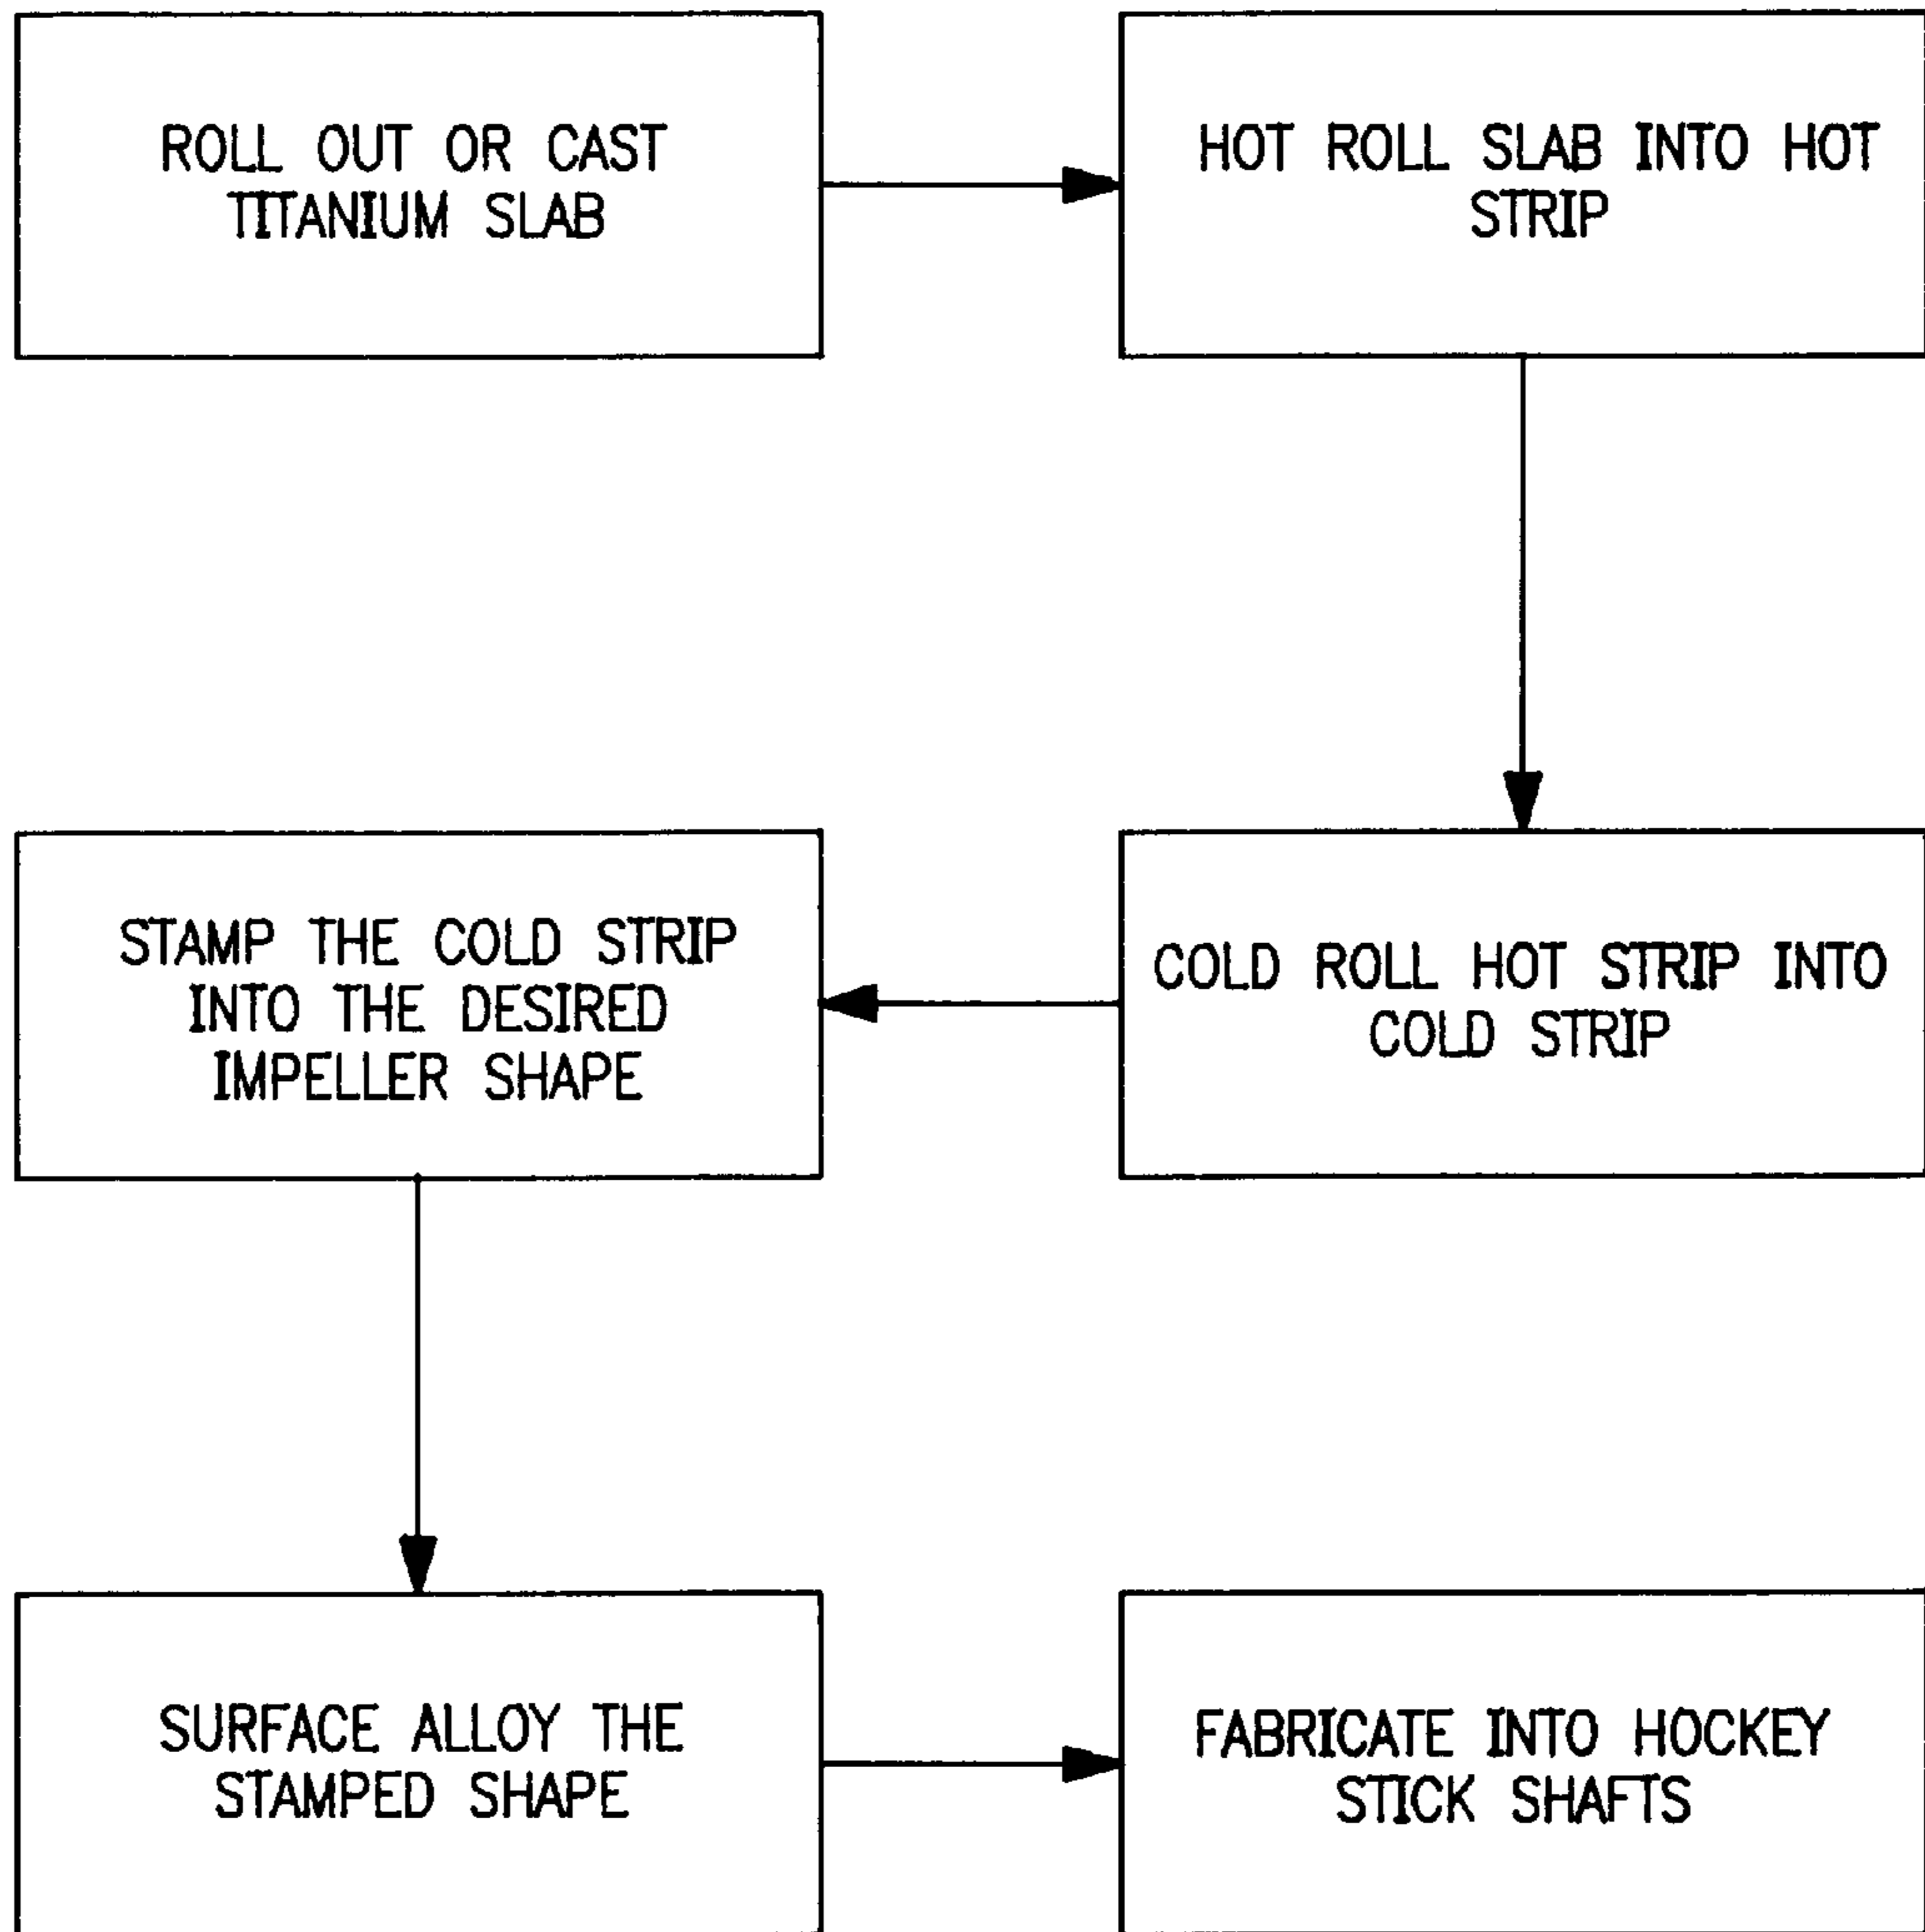 ROLL OUT OR CAST
TITANIUM SLAB
HOT ROLL SLAB INTO HOT
STRIP
COLD ROLL HOT STRIP INTO
COLD STRIP
STAMP THE COLD STRIP
INTO THE DESIRED
IMPELLER SHAPE
SURFACE ALLOY THE
STAMPED SHAPE
FABRICATE INTO HOCKEY
STICK SHAFTS